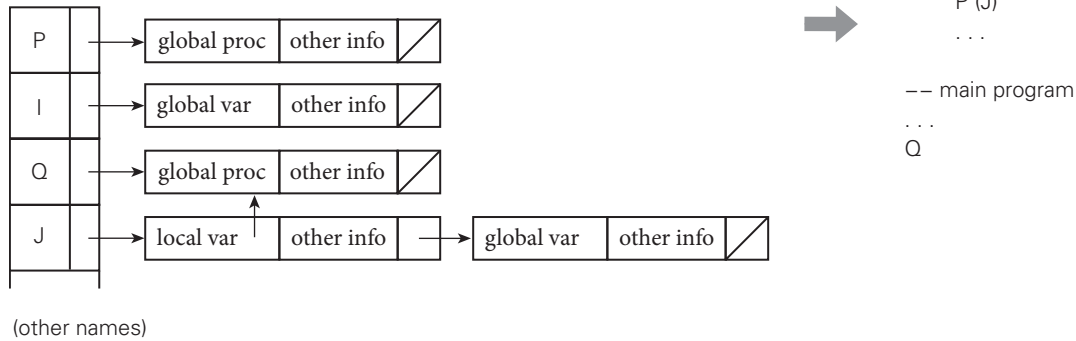 P (J)
. . .
P global proc other info
I global var other info
Q global proc other info
J local var other info global var other info
(other names)
−− main program
. . .
Q